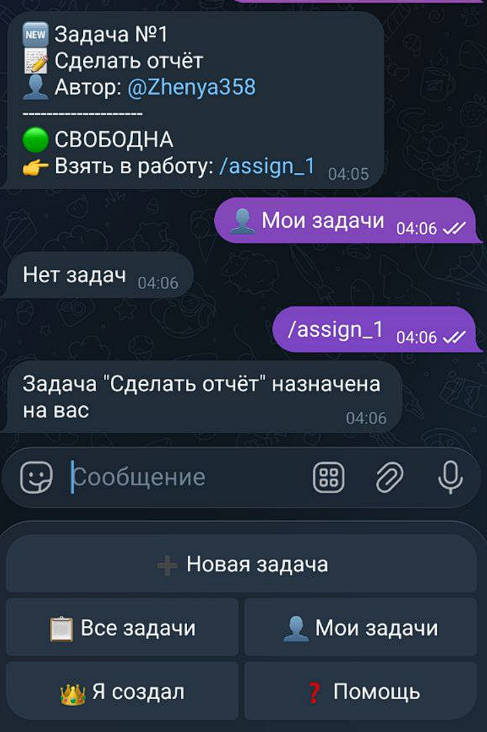 🆕 Задача №1
📝 Сделать отчёт
👤 Автор: @Zhenya358
--------------------
🟢 СВОБОДНА
👉 Взять в работу: /assign_1 04:05
👤 Мои задачи 04:06
Нет задач 04:06
/assign_1 04:06
Задача "Сделать отчёт" назначена
на вас 04:06
Сообщение
➕ Новая задача
📋 Все задачи
👤 Мои задачи
👑 Я создал
❓ Помощь